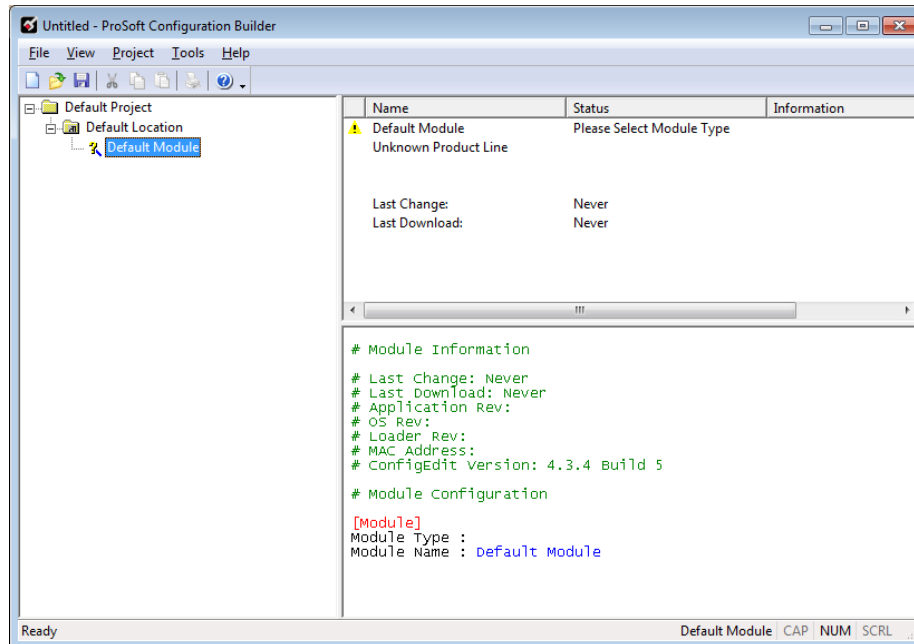 Untitled - ProSoft Configuration Builder
File View Project Tools Help
Default Project
Default Location
Default Module
Name Status Information
Default Module Please Select Module Type
Unknown Product Line
Last Change: Never
Last Download: Never
# Module Information
# Last Change: Never
# Last Download: Never
# Application Rev:
# OS Rev:
# Loader Rev:
# MAC Address:
# ConfigEdit Version: 4.3.4 Build 5
# Module Configuration
[Module]
Module Type :
Module Name : Default Module
Ready Default Module CAP NUM SCRL